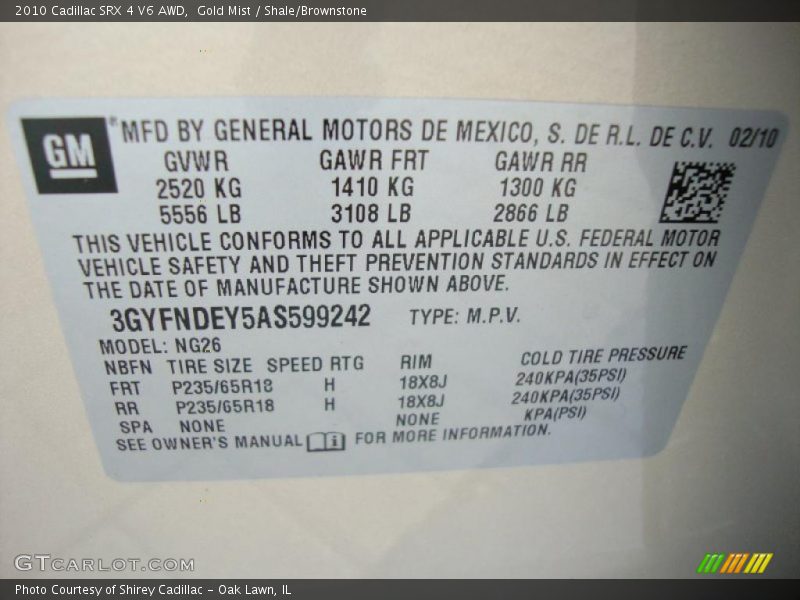 2010 Cadillac SRX 4 V6 AWD,  Gold Mist / Shale/Brownstone
GM® MFD BY GENERAL MOTORS DE MEXICO, S. DE R.L. DE C.V. 02/10
GVWR GAWR FRT GAWR RR
2520 KG 1410 KG 1300 KG
5556 LB 3108 LB 2866 LB
THIS VEHICLE CONFORMS TO ALL APPLICABLE U.S. FEDERAL MOTOR
VEHICLE SAFETY AND THEFT PREVENTION STANDARDS IN EFFECT ON
THE DATE OF MANUFACTURE SHOWN ABOVE.
3GYFNDEY5AS599242 TYPE: M.P.V.
MODEL: NG26
NBFN TIRE SIZE SPEED RTG RIM COLD TIRE PRESSURE
FRT P235/65R18 H 18X8J 240KPA(35PSI)
RR P235/65R18 H 18X8J 240KPA(35PSI)
SPA NONE NONE KPA(PSI)
SEE OWNER'S MANUAL FOR MORE INFORMATION.
GTCARLOT.COM
Photo Courtesy of Shirey Cadillac - Oak Lawn, IL